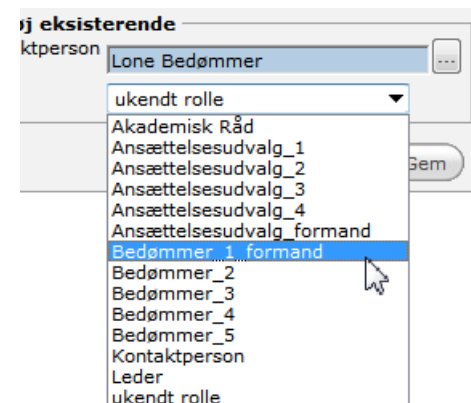 øj eksisterende
ktperson Lone Bedømmer ...
ukendt rolle
Akademisk Råd
Ansættelsesudvalg_1
Ansættelsesudvalg_2
Ansættelsesudvalg_3
Ansættelsesudvalg_4
Ansættelsesudvalg_formand
Gem
Bedømmer_1_formand
Bedømmer_2
Bedømmer_3
Bedømmer_4
Bedømmer_5
Kontaktperson
Leder
ukendt rolle